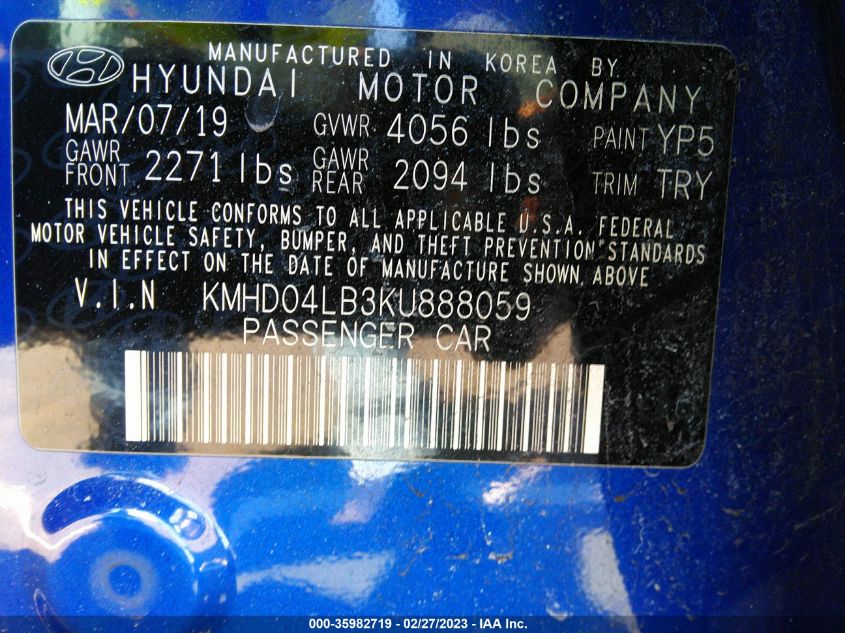 MANUFACTURED IN KOREA BY
HYUNDAI MOTOR COMPANY
MAR/07/19 GVWR 4056 lbs PAINT YP5
GAWR FRONT 2271 lbs GAWR REAR 2094 lbs TRIM TRY
THIS VEHICLE CONFORMS TO ALL APPLICABLE U.S.A. FEDERAL
MOTOR VEHICLE SAFETY, BUMPER, AND THEFT PREVENTION STANDARDS
IN EFFECT ON THE DATE OF MANUFACTURE SHOWN ABOVE
V.I.N KMHD04LB3KU888059
PASSENGER CAR
000-35982719 - 02/27/2023 - IAA Inc.